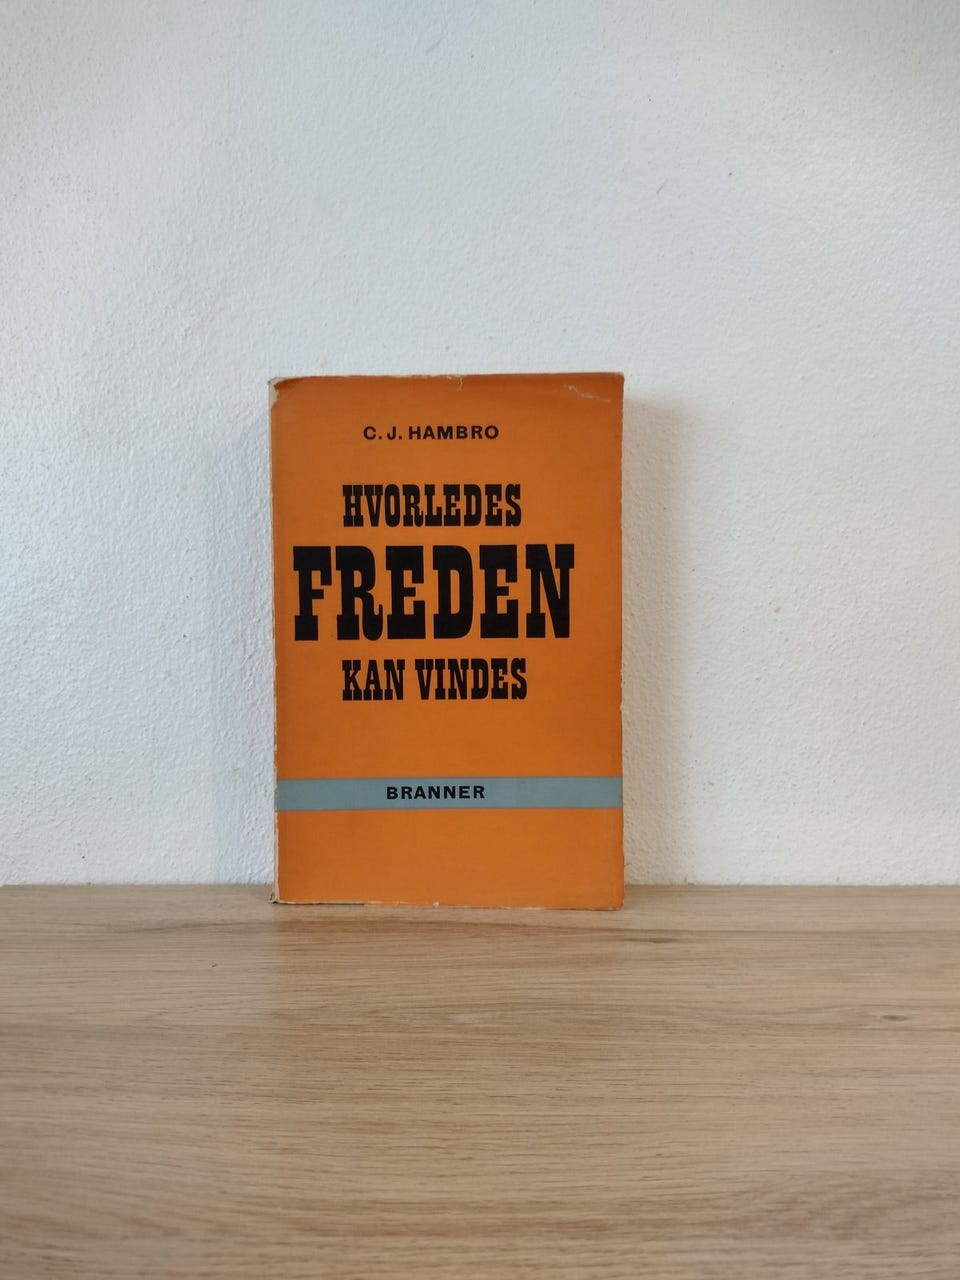 C. J. HAMBRO
HVORLEDES
FREDEN
KAN VINDES
BRANNER